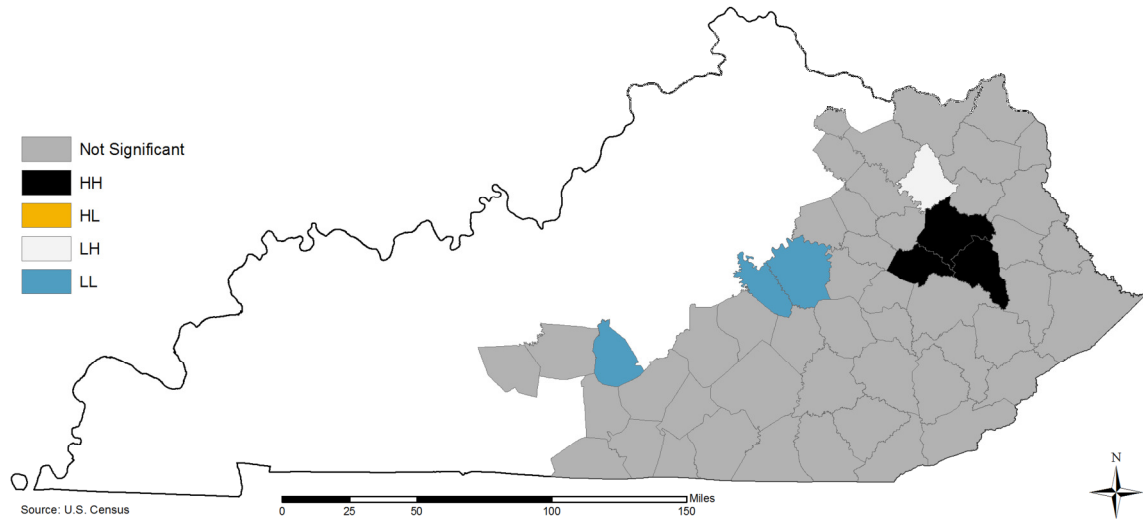 Not Significant
HH
HL
LH
LL
N
Miles
0 25 50 100 150
Source: U.S. Census